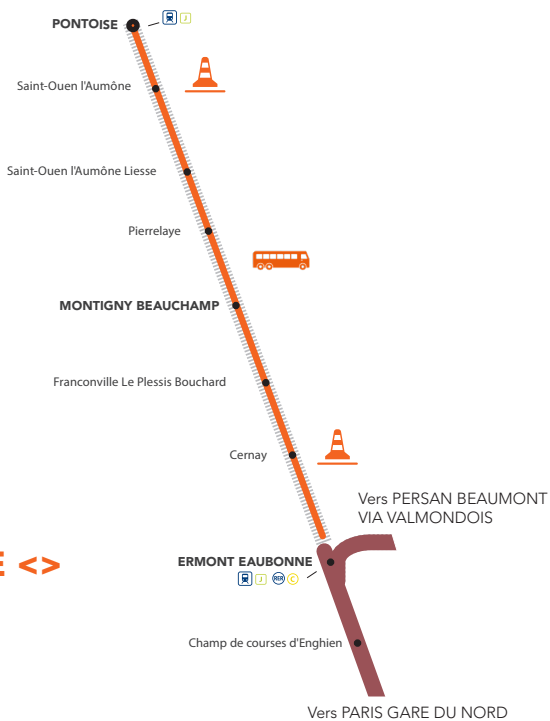 PONTOISE
J
Saint-Ouen l'Aumône
Saint-Ouen l'Aumône Liesse
Pierrelaye
MONTIGNY BEAUCHAMP
Franconville Le Plessis Bouchard
Cernay
Vers PERSAN BEAUMONT
VIA VALMONDOIS
E <>
ERMONT EAUBONNE
J RER C
Champ de courses d'Enghien
Vers PARIS GARE DU NORD